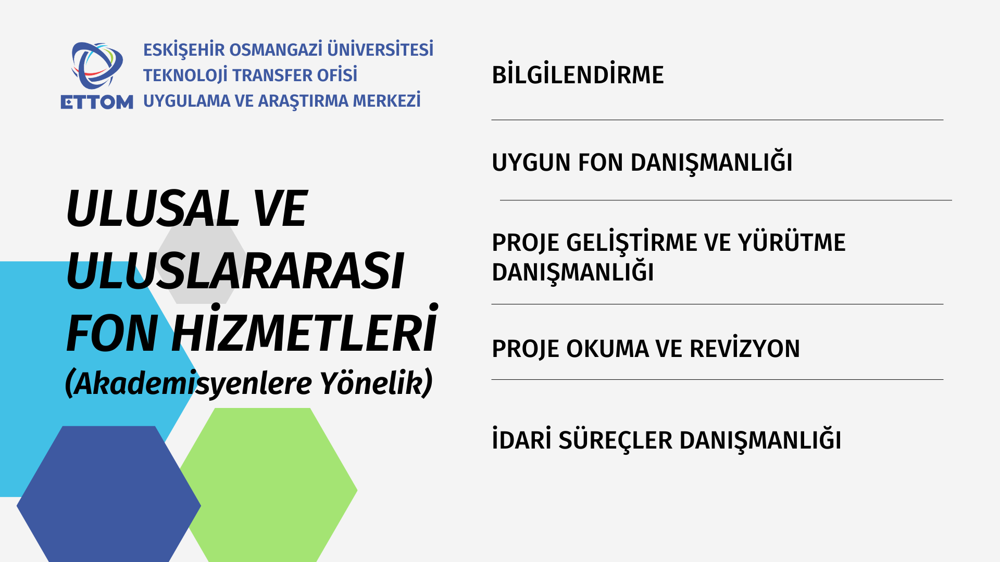 ESKİŞEHİR OSMANGAZİ ÜNİVERSİTESİ
TEKNOLOJİ TRANSFER OFİSİ
UYGULAMA VE ARAŞTIRMA MERKEZİ
ETTOM
ULUSAL VE
ULUSLARARASI
FON HİZMETLERİ
(Akademisyenlere Yönelik)
BİLGİLENDİRME
UYGUN FON DANIŞMANLIĞI
PROJE GELİŞTİRME VE YÜRÜTME
DANIŞMANLIĞI
PROJE OKUMA VE REVİZYON
İDARİ SÜREÇLER DANIŞMANLIĞI